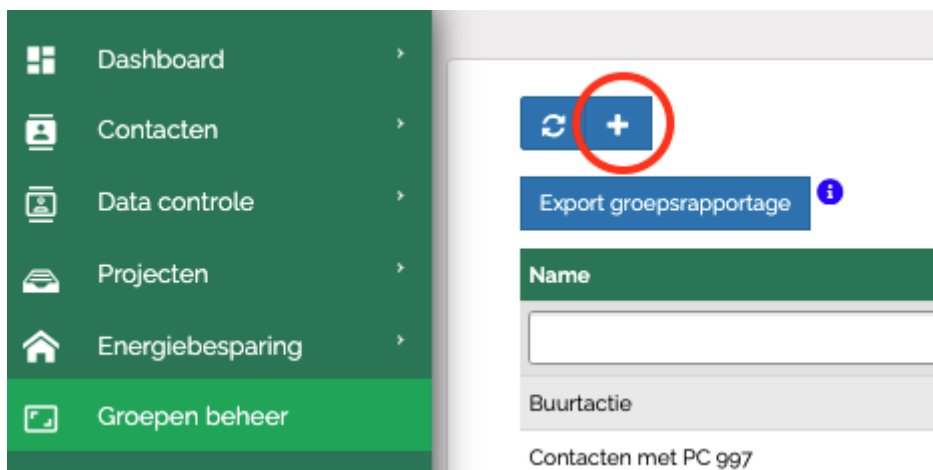 Dashboard
Contacten
Data controle
Projecten
Energiebesparing
Groepen beheer
Export groepsrapportage
Name
Buurtactie
Contacten met PC 997